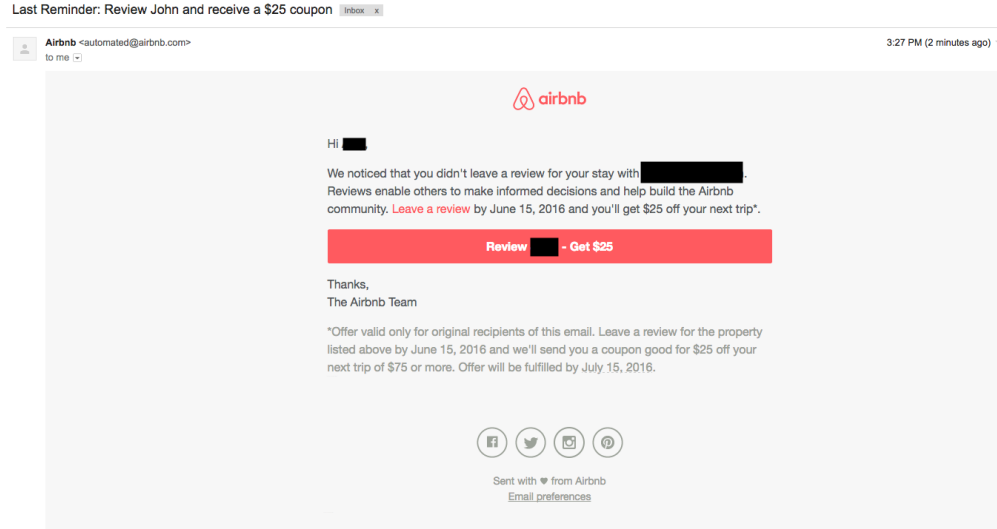 Last Reminder: Review John and receive a $25 coupon Inbox x
Airbnb <automated@airbnb.com> 3:27 PM (2 minutes ago)
to me
airbnb
Hi ,
We noticed that you didn't leave a review for your stay with .
Reviews enable others to make informed decisions and help build the Airbnb
community. Leave a review by June 15, 2016 and you'll get $25 off your next trip*.
Review - Get $25
Thanks,
The Airbnb Team
*Offer valid only for original recipients of this email. Leave a review for the property
listed above by June 15, 2016 and we'll send you a coupon good for $25 off your
next trip of $75 or more. Offer will be fulfilled by July 15, 2016.
Sent with ♥ from Airbnb
Email preferences